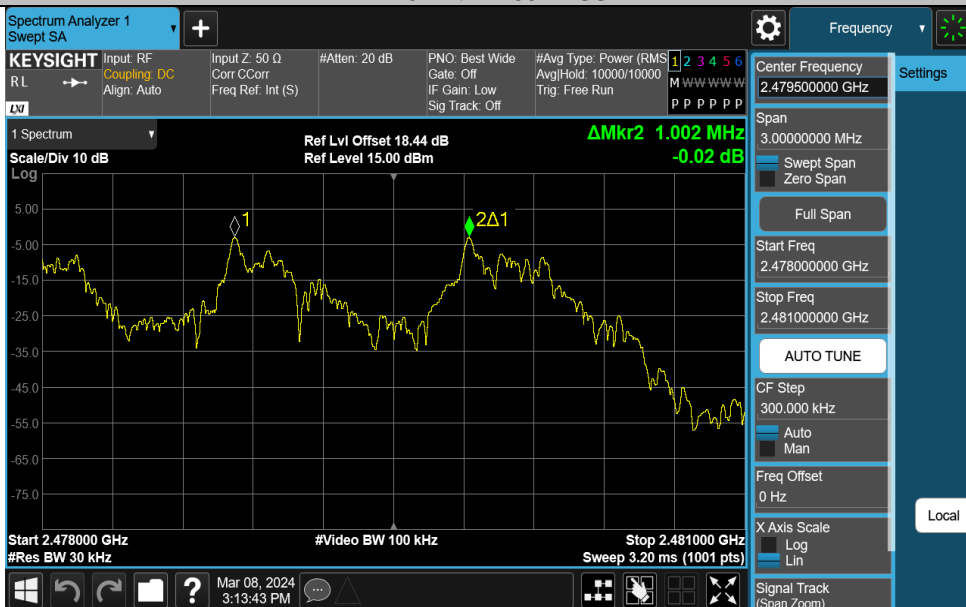 Spectrum Analyzer 1
Swept SA
+
Frequency
KEYSIGHT
RL
LXI
Input: RF
Coupling: DC
Align: Auto
Input Z: 50 Ω
Corr CCorr
Freq Ref: Int (S)
#Atten: 20 dB
PNO: Best Wide
Gate: Off
IF Gain: Low
Sig Track: Off
#Avg Type: Power (RMS
Avg|Hold: 10000/10000
Trig: Free Run
1 2 3 4 5 6
M W W W W W
P P P P P P
1 Spectrum
Scale/Div 10 dB
Log
Ref Lvl Offset 18.44 dB
Ref Level 15.00 dBm
ΔMkr2 1.002 MHz
-0.02 dB
5.00
-5.00
-15.0
-25.0
-35.0
-45.0
-55.0
-65.0
-75.0
1
2Δ1
Start 2.478000 GHz
#Res BW 30 kHz
#Video BW 100 kHz
Stop 2.481000 GHz
Sweep 3.20 ms (1001 pts)
Mar 08, 2024
3:13:43 PM
?
Center Frequency
2.479500000 GHz
Span
3.00000000 MHz
Swept Span
Zero Span
Full Span
Start Freq
2.478000000 GHz
Stop Freq
2.481000000 GHz
AUTO TUNE
CF Step
300.000 kHz
Auto
Man
Freq Offset
0 Hz
X Axis Scale
Log
Lin
Signal Track
(Span Zoom)
Settings
Local